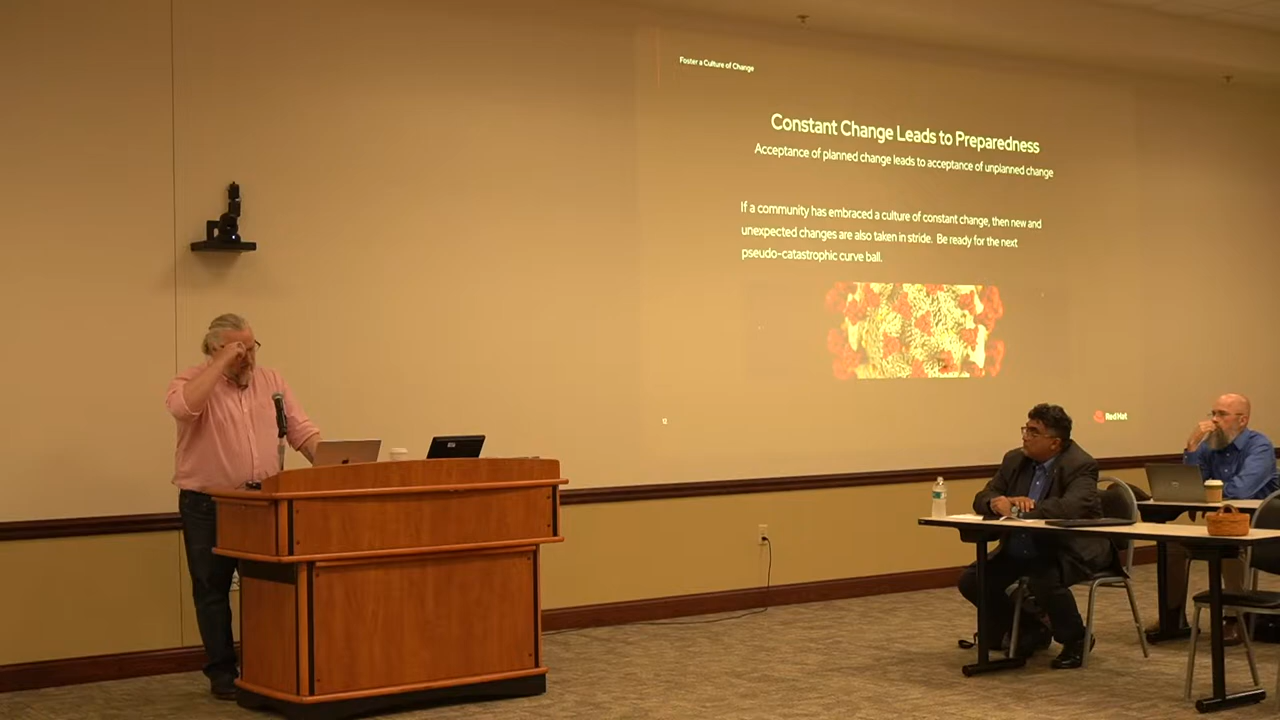 Foster a Culture of Change
Constant Change Leads to Preparedness
Acceptance of planned change leads to acceptance of unplanned change
If a community has embraced a culture of constant change, then new and
unexpected changes are also taken in stride. Be ready for the next
pseudo-catastrophic curve ball.
12
Red Hat